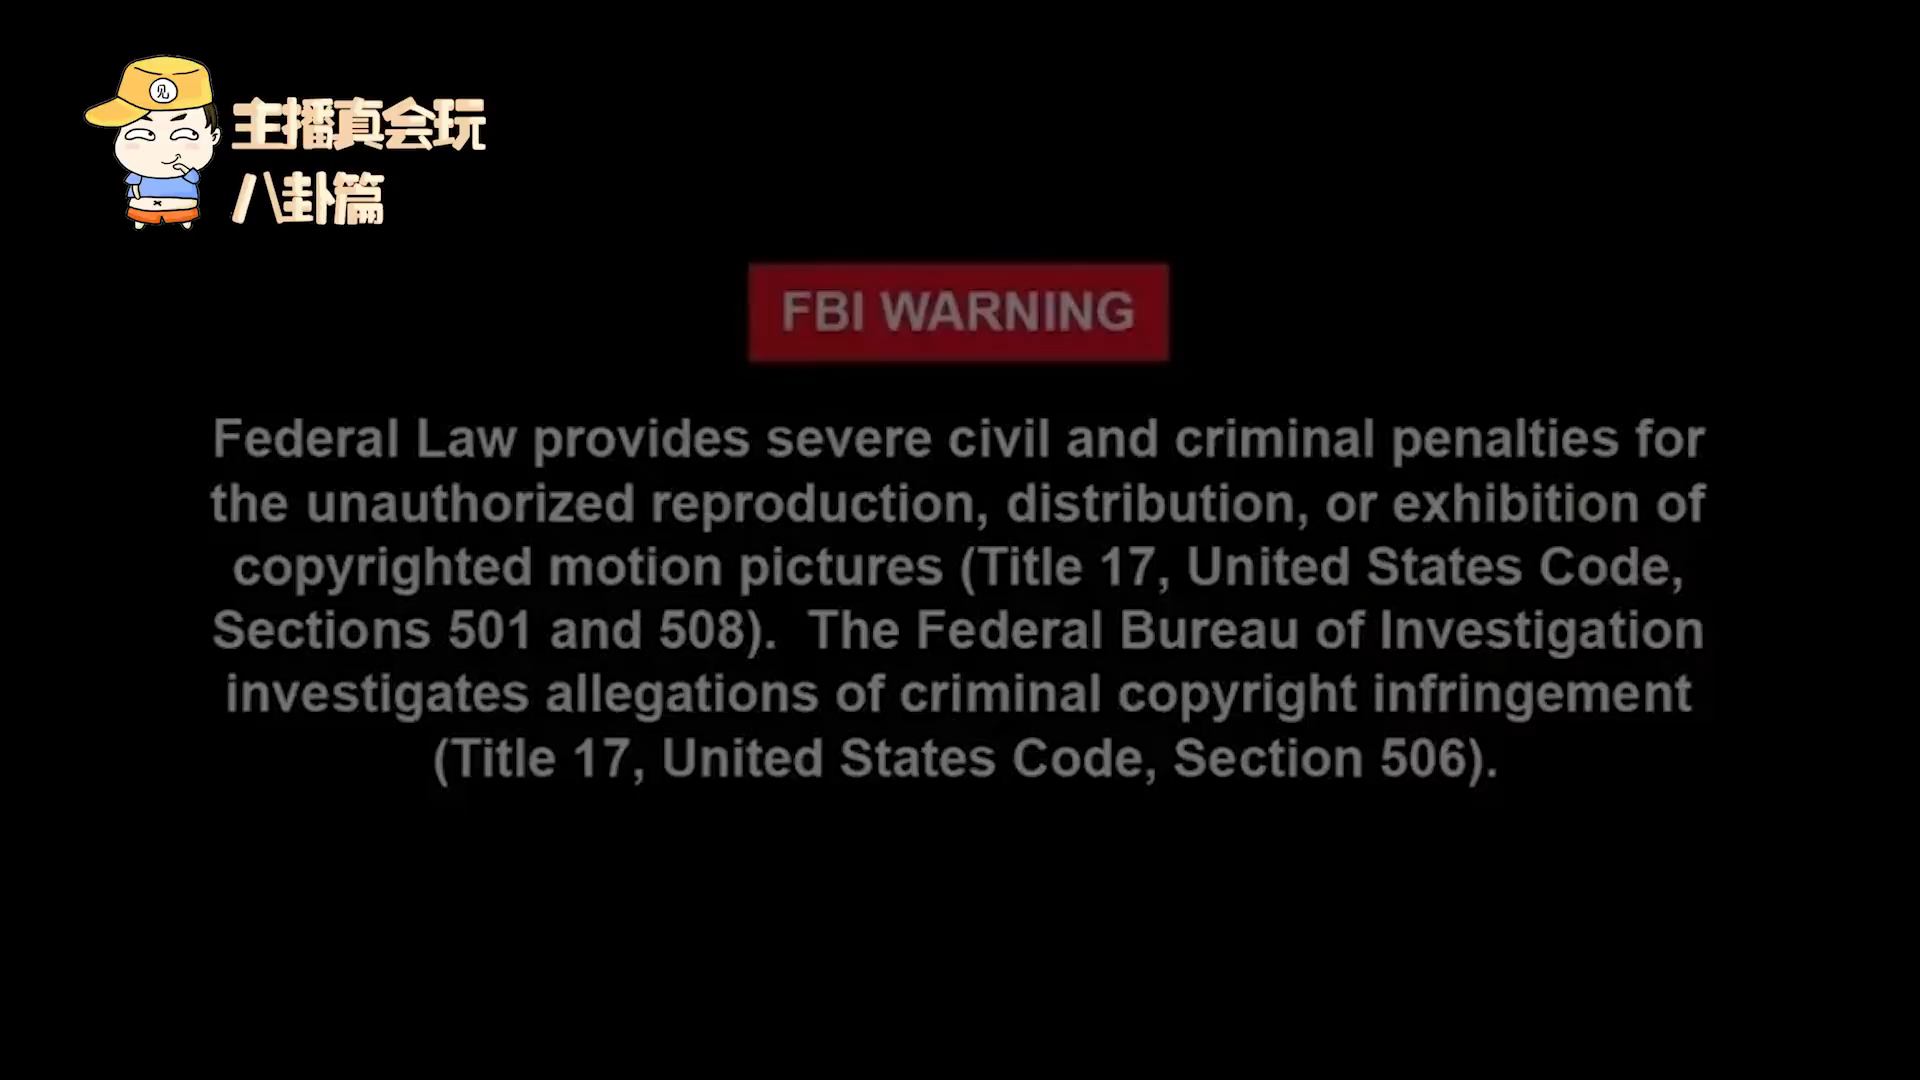 见
主播真会玩
八卦篇
FBI WARNING
Federal Law provides severe civil and criminal penalties for
the unauthorized reproduction, distribution, or exhibition of
copyrighted motion pictures (Title 17, United States Code,
Sections 501 and 508).  The Federal Bureau of Investigation
investigates allegations of criminal copyright infringement
(Title 17, United States Code, Section 506).